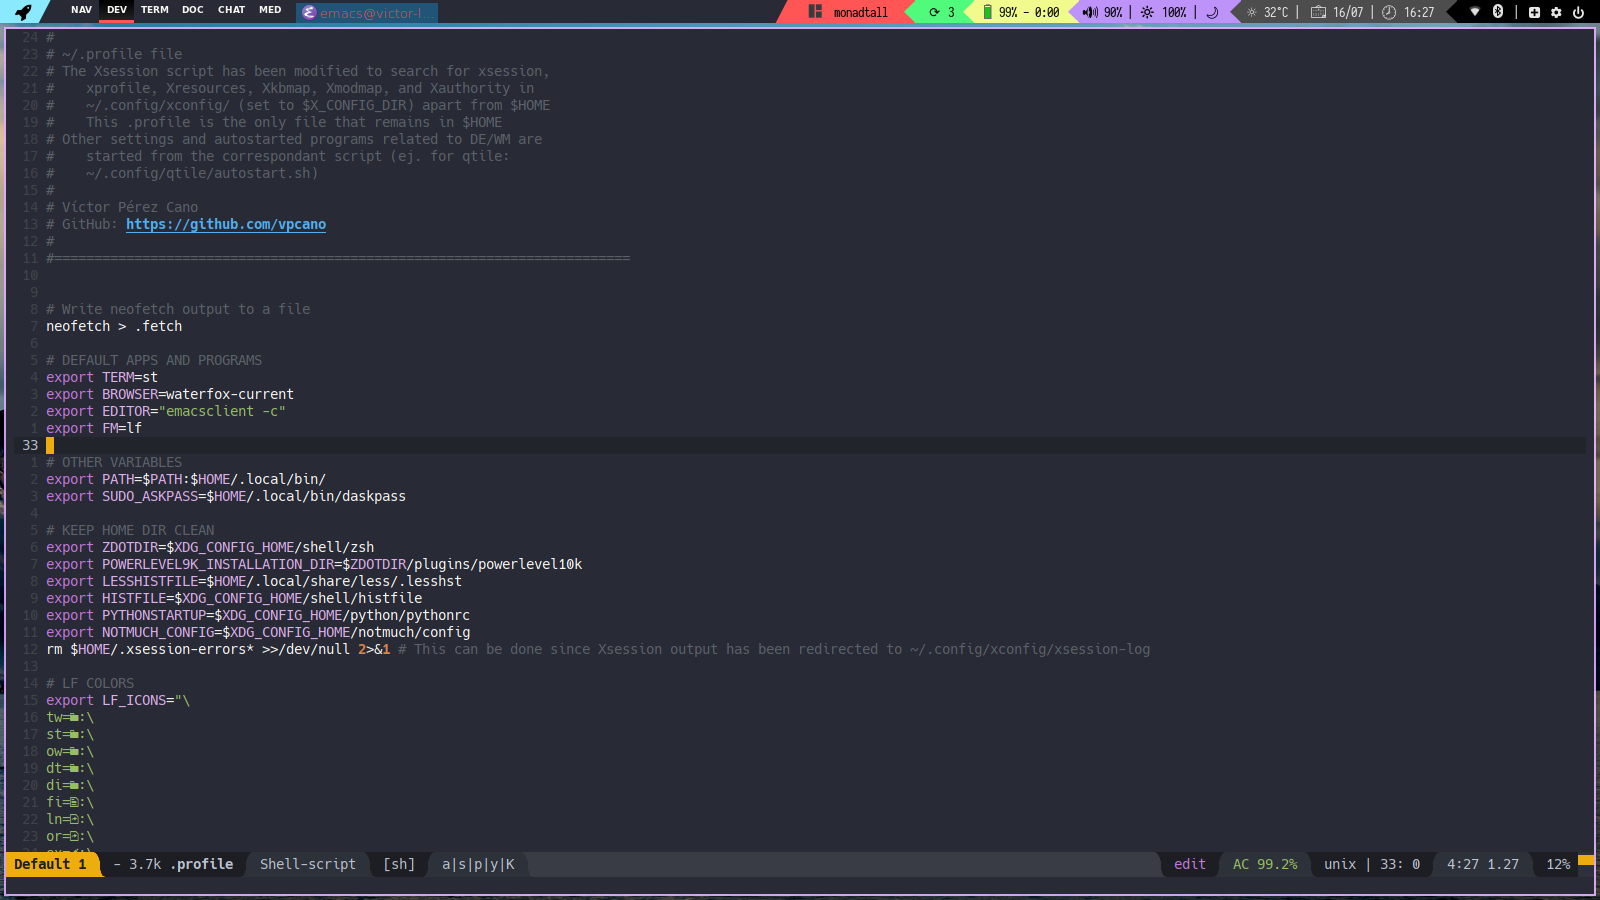 NAV DEV TERM DOC CHAT MED emacs@victor-l... monadtall 3 99% - 0:00 90% | 100% | 32°C | 16/07 | 16:27 |
24 #
23 # ~/.profile file
22 # The Xsession script has been modified to search for xsession,
21 #    xprofile, Xresources, Xkbmap, Xmodmap, and Xauthority in
20 #    ~/.config/xconfig/ (set to $X_CONFIG_DIR) apart from $HOME
19 #    This .profile is the only file that remains in $HOME
18 # Other settings and autostarted programs related to DE/WM are
17 #    started from the correspondant script (ej. for qtile:
16 #    ~/.config/qtile/autostart.sh)
15 #
14 # Víctor Pérez Cano
13 # GitHub: https://github.com/vpcano
12 #
11 #========================================================================
10
9
8 # Write neofetch output to a file
7 neofetch > .fetch
6
5 # DEFAULT APPS AND PROGRAMS
4 export TERM=st
3 export BROWSER=waterfox-current
2 export EDITOR="emacsclient -c"
1 export FM=lf
33
1 # OTHER VARIABLES
2 export PATH=$PATH:$HOME/.local/bin/
3 export SUDO_ASKPASS=$HOME/.local/bin/daskpass
4
5 # KEEP HOME DIR CLEAN
6 export ZDOTDIR=$XDG_CONFIG_HOME/shell/zsh
7 export POWERLEVEL9K_INSTALLATION_DIR=$ZDOTDIR/plugins/powerlevel10k
8 export LESSHISTFILE=$HOME/.local/share/less/.lesshst
9 export HISTFILE=$XDG_CONFIG_HOME/shell/histfile
10 export PYTHONSTARTUP=$XDG_CONFIG_HOME/python/pythonrc
11 export NOTMUCH_CONFIG=$XDG_CONFIG_HOME/notmuch/config
12 rm $HOME/.xsession-errors* >>/dev/null 2>&1 # This can be done since Xsession output has been redirected to ~/.config/xconfig/xsession-log
13
14 # LF COLORS
15 export LF_ICONS="\
16 tw=:\
17 st=:\
18 ow=:\
19 dt=:\
20 di=:\
21 fi=:\
22 ln=:\
23 or=:\
Default 1 - 3.7k .profile Shell-script [sh] a|s|p|y|K edit AC 99.2% unix | 33: 0 4:27 1.27 12%